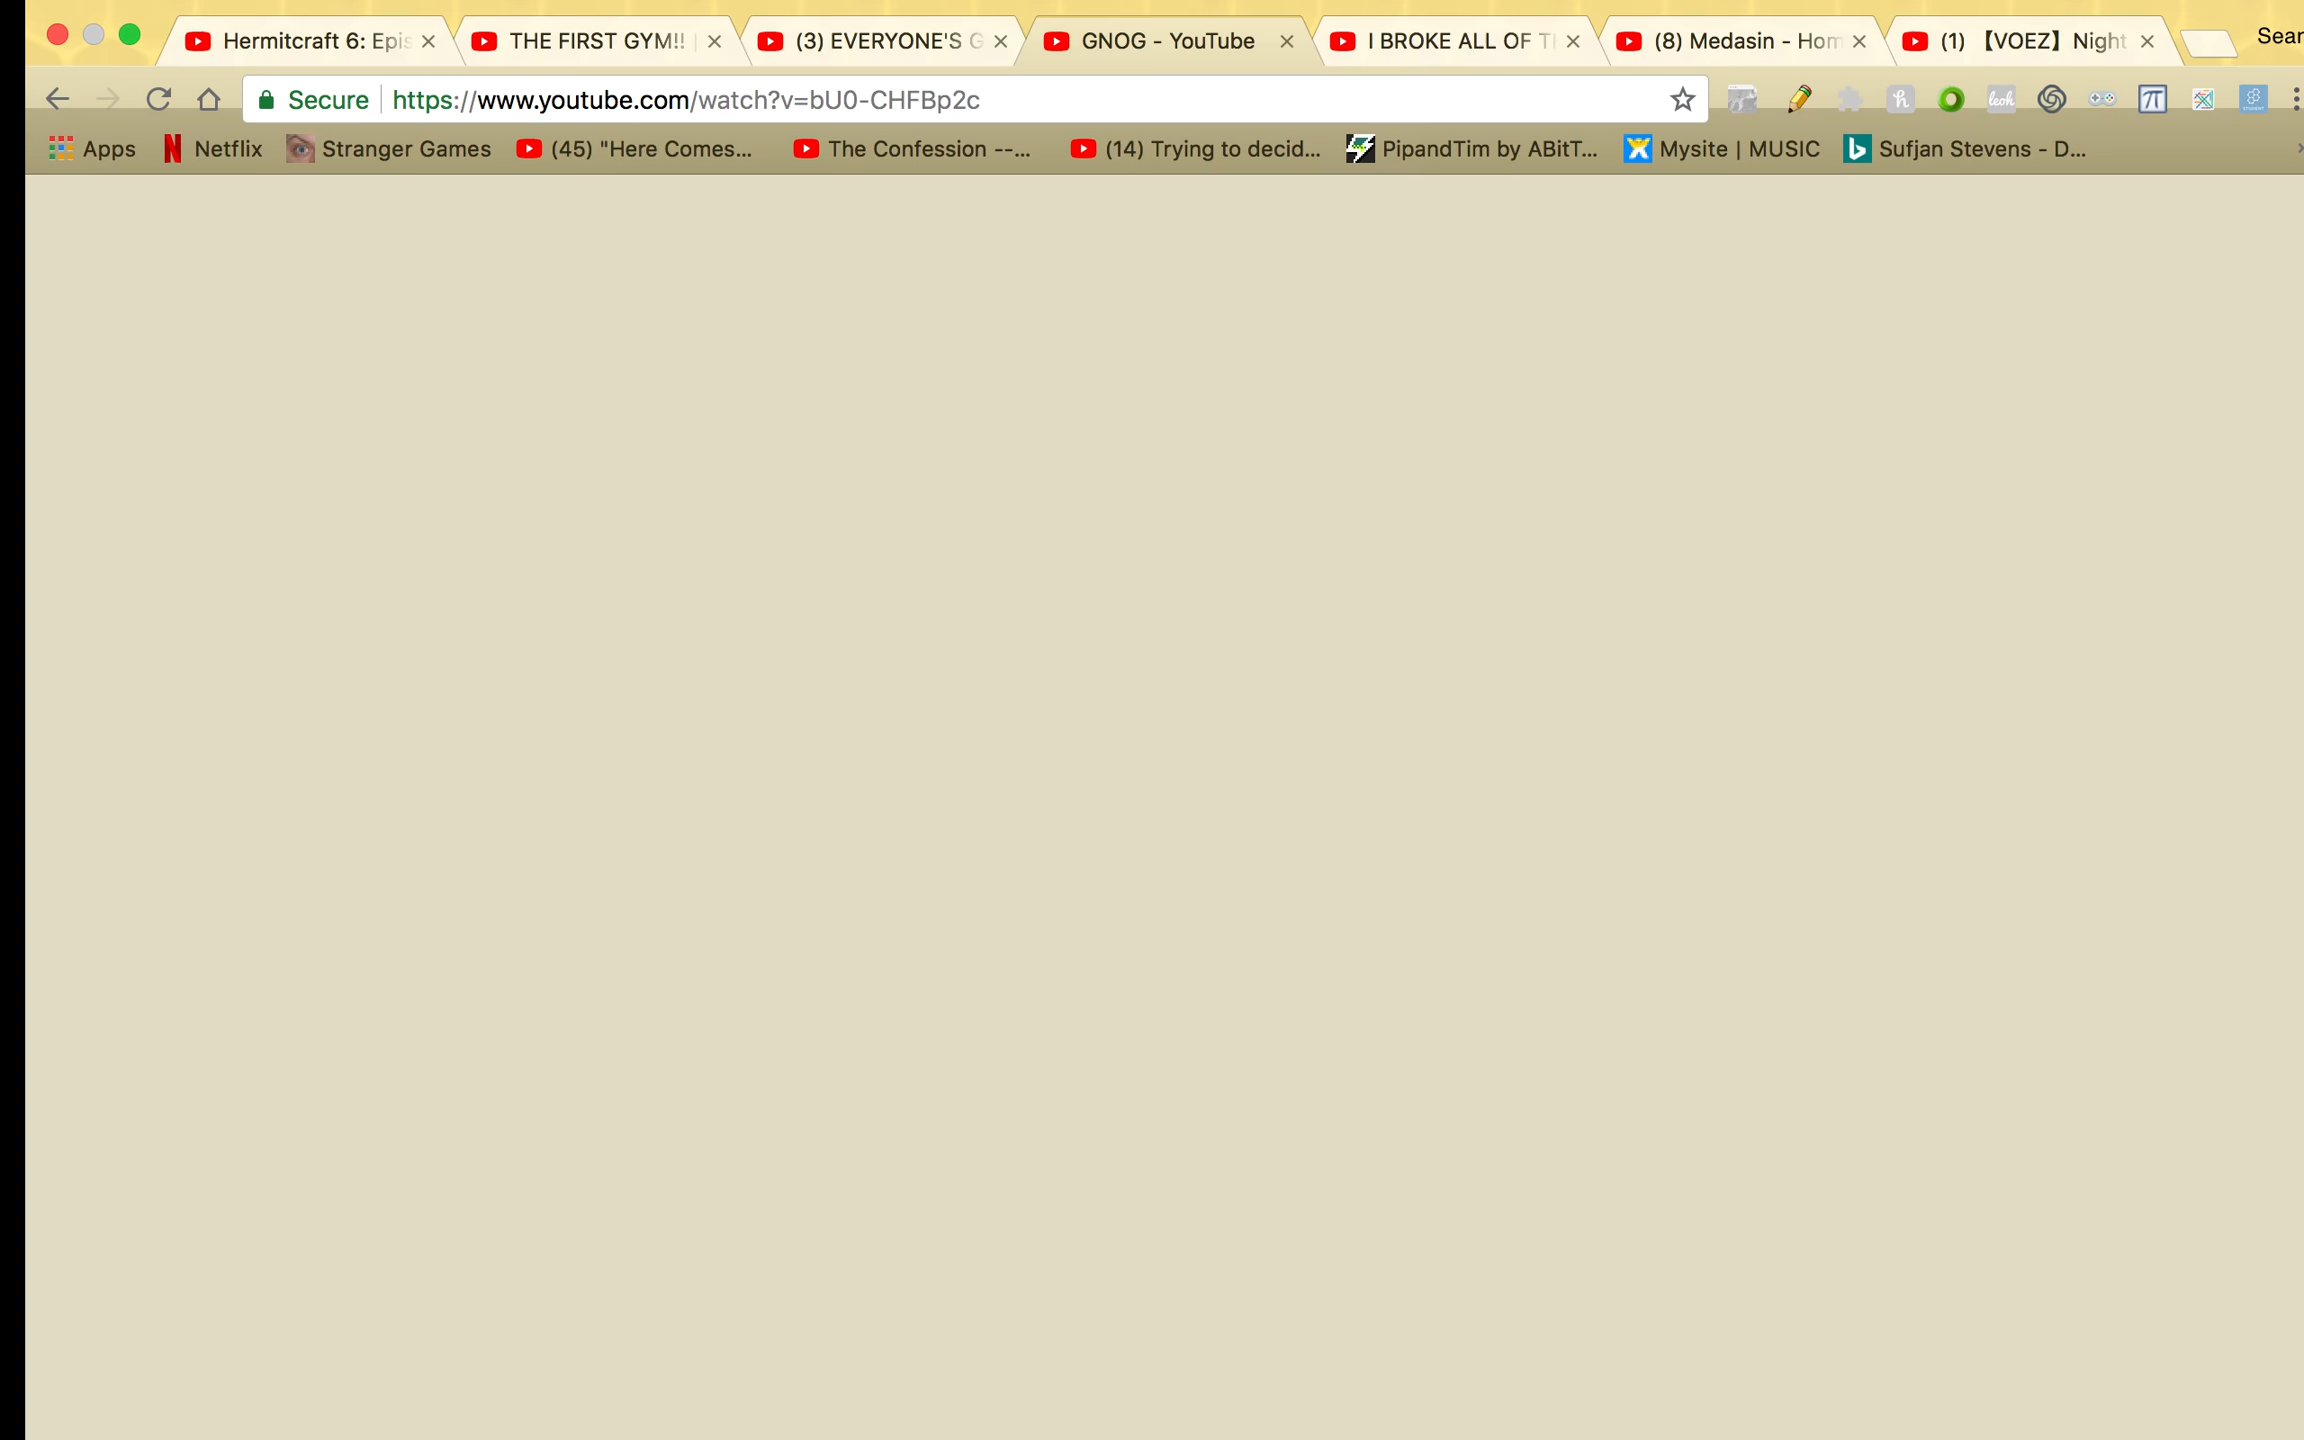 Hermitcraft 6: Epis
THE FIRST GYM!!
(3) EVERYONE'S G
GNOG - YouTube
I BROKE ALL OF T
(8) Medasin - Hom
(1) 【VOEZ】Night
Sear
Secure
https://www.youtube.com/watch?v=bU0-CHFBp2c
h
leoh
π
Apps
Netflix
Stranger Games
(45) "Here Comes...
The Confession --...
(14) Trying to decid...
PipandTim by ABitT...
Mysite | MUSIC
Sufjan Stevens - D...